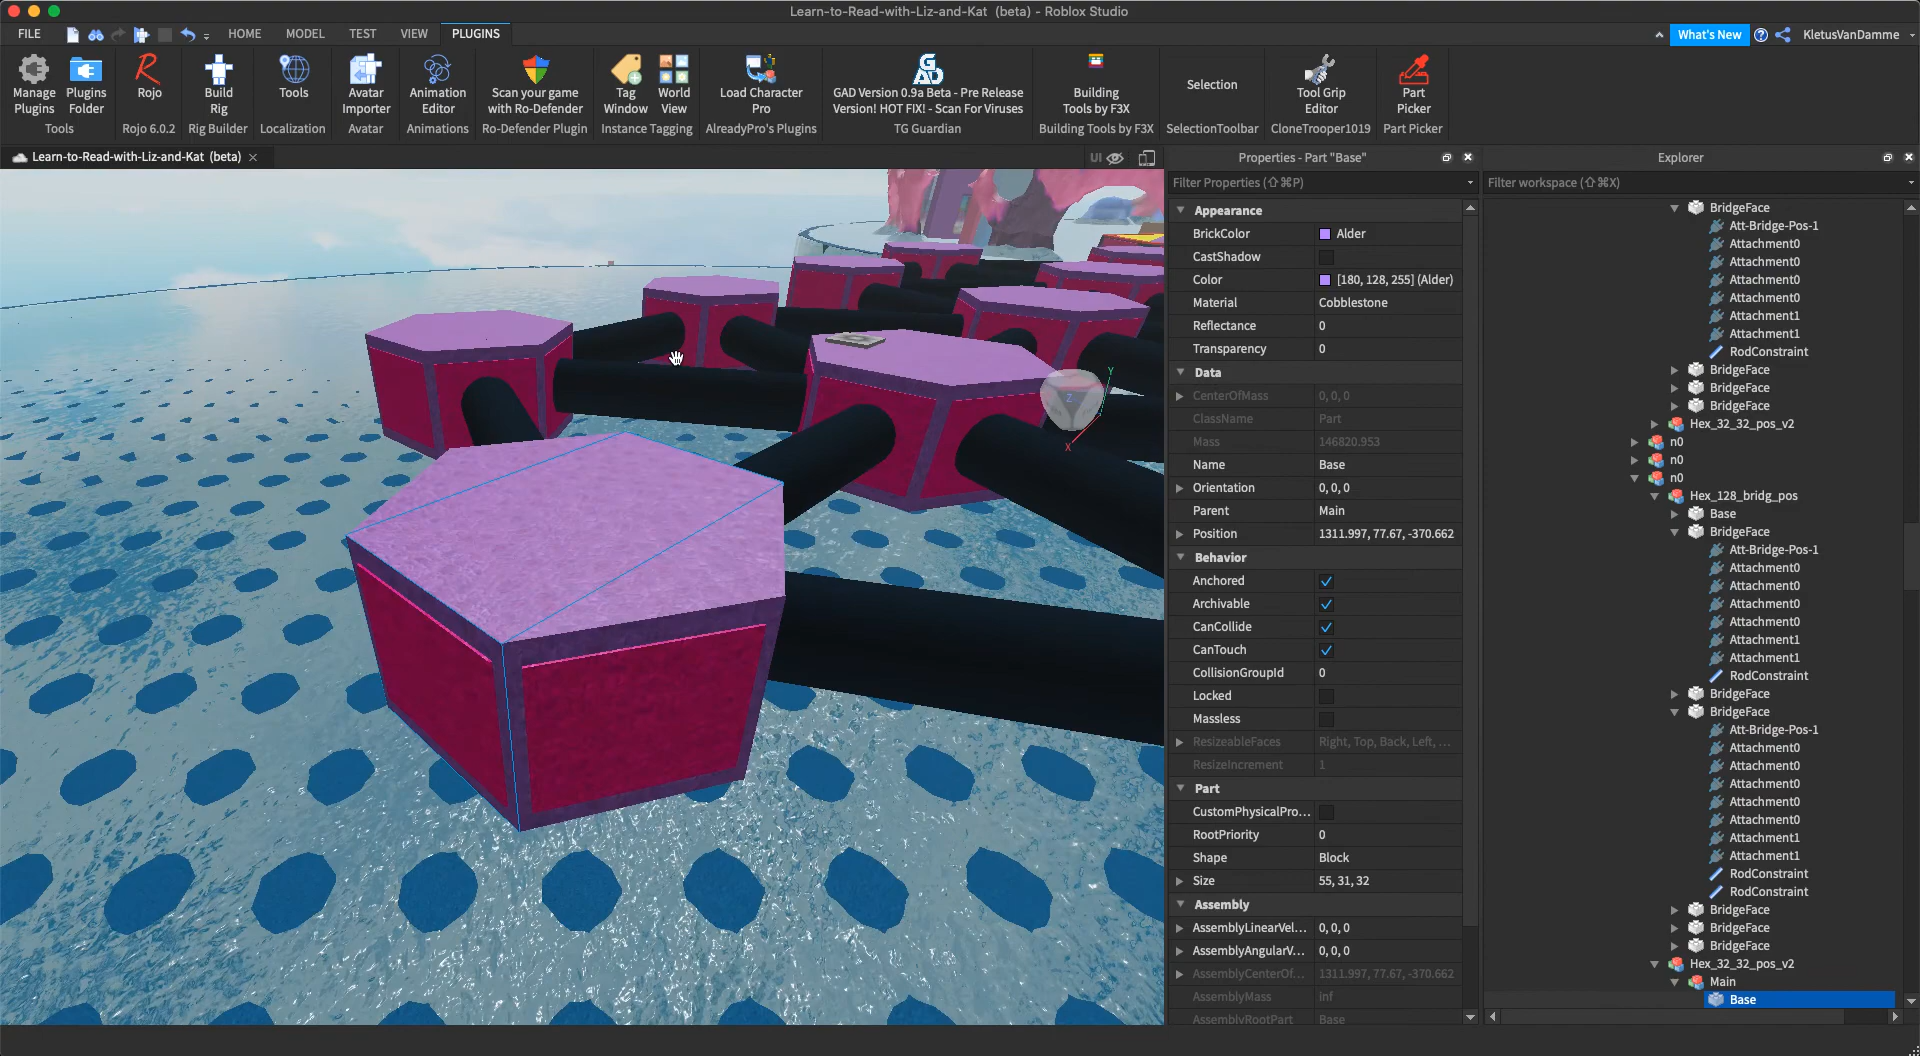 Learn-to-Read-with-Liz-and-Kat (beta) - Roblox Studio
FILE HOME MODEL TEST VIEW PLUGINS What's New KletusVanDamme
Manage Plugins
Plugins Folder
Tools
Rojo
Rojo 6.0.2
Build Rig
Rig Builder
Tools
Localization
Avatar Importer
Avatar
Animation Editor
Animations
Scan your game with Ro-Defender
Ro-Defender Plugin
Tag Window
World View
Instance Tagging
Load Character Pro
AlreadyPro's Plugins
GAD
GAD Version 0.9a Beta - Pre Release
Version! HOT FIX! - Scan For Viruses
TG Guardian
Building Tools by F3X
Building Tools by F3X
Selection
SelectionToolbar
Tool Grip Editor
CloneTrooper1019
Part Picker
Part Picker
Learn-to-Read-with-Liz-and-Kat (beta)
UI
Y
Z
X
Properties - Part "Base"
Filter Properties (⇧⌘P)
Appearance
BrickColor Alder
CastShadow
Color [180, 128, 255] (Alder)
Material Cobblestone
Reflectance 0
Transparency 0
Data
CenterOfMass 0, 0, 0
ClassName Part
Mass 146820.953
Name Base
Orientation 0, 0, 0
Parent Main
Position 1311.997, 77.67, -370.662
Behavior
Anchored
Archivable
CanCollide
CanTouch
CollisionGroupId 0
Locked
Massless
ResizeableFaces Right, Top, Back, Left, ...
ResizeIncrement 1
Part
CustomPhysicalPro...
RootPriority 0
Shape Block
Size 55, 31, 32
Assembly
AssemblyLinearVel... 0, 0, 0
AssemblyAngularV... 0, 0, 0
AssemblyCenterOf... 1311.997, 77.67, -370.662
AssemblyMass inf
AssemblyRootPart Base
Explorer
Filter workspace (⇧⌘X)
BridgeFace
Att-Bridge-Pos-1
Attachment0
Attachment0
Attachment0
Attachment0
Attachment1
Attachment1
RodConstraint
BridgeFace
BridgeFace
BridgeFace
Hex_32_32_pos_v2
n0
n0
n0
Hex_128_bridg_pos
Base
BridgeFace
Att-Bridge-Pos-1
Attachment0
Attachment0
Attachment0
Attachment0
Attachment1
Attachment1
RodConstraint
BridgeFace
BridgeFace
Att-Bridge-Pos-1
Attachment0
Attachment0
Attachment0
Attachment0
Attachment0
Attachment1
Attachment1
RodConstraint
RodConstraint
BridgeFace
BridgeFace
BridgeFace
Hex_32_32_pos_v2
Main
Base